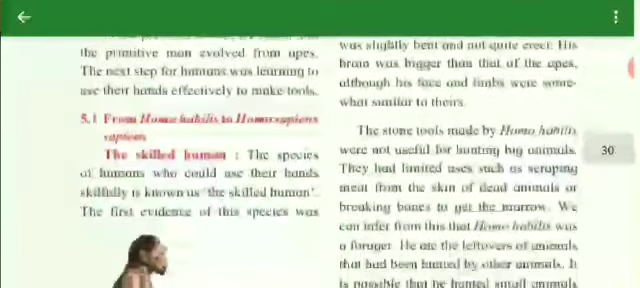 the primitive man evolved from apes.
The next step for humans was learning to
use their hands effectively to make tools.
5.1 From Homo habilis to Homo sapiens
sapiens
The skilled human : The species
of humans who could use their hands
skilfully is known as 'the skilled human'.
The first evidence of this species was
was slightly bent and not quite erect. His
brain was bigger than that of the apes,
although his face and limbs were some-
what similar to theirs.
The stone tools made by Homo habilis
were not useful for hunting big animals.
They had limited uses such as scraping
meat from the skin of dead animals or
breaking bones to get the marrow. We
can infer from this that Homo habilis was
a forager. He ate the leftovers of animals
that had been hunted by other animals. It
is possible that he hunted small animals
30